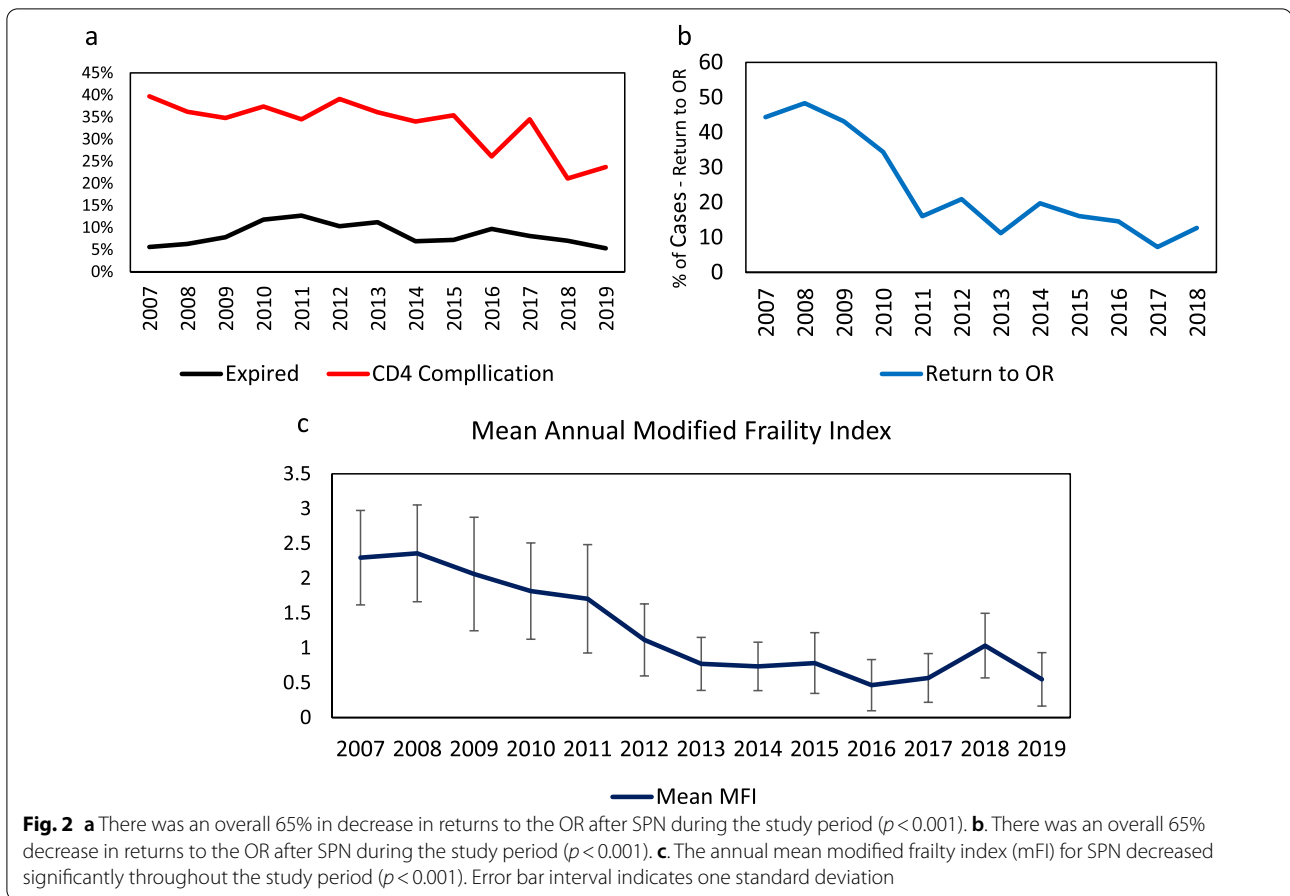 a
45%
40%
35%
30%
25%
20%
15%
10%
5%
0%
2007 2008 2009 2010 2011 2012 2013 2014 2015 2016 2017 2018 2019
Expired CD4 Compllication
b
% of Cases - Return to OR
60
50
40
30
20
10
0
2007 2008 2009 2010 2011 2012 2013 2014 2015 2016 2017 2018
Return to OR
c
Mean Annual Modified Fraility Index
3.5
3
2.5
2
1.5
1
0.5
0
2007 2008 2009 2010 2011 2012 2013 2014 2015 2016 2017 2018 2019
Mean MFI
Fig. 2 a There was an overall 65% in decrease in returns to the OR after SPN during the study period (p < 0.001). b. There was an overall 65%
decrease in returns to the OR after SPN during the study period (p < 0.001). c. The annual mean modified frailty index (mFI) for SPN decreased
significantly throughout the study period (p < 0.001). Error bar interval indicates one standard deviation